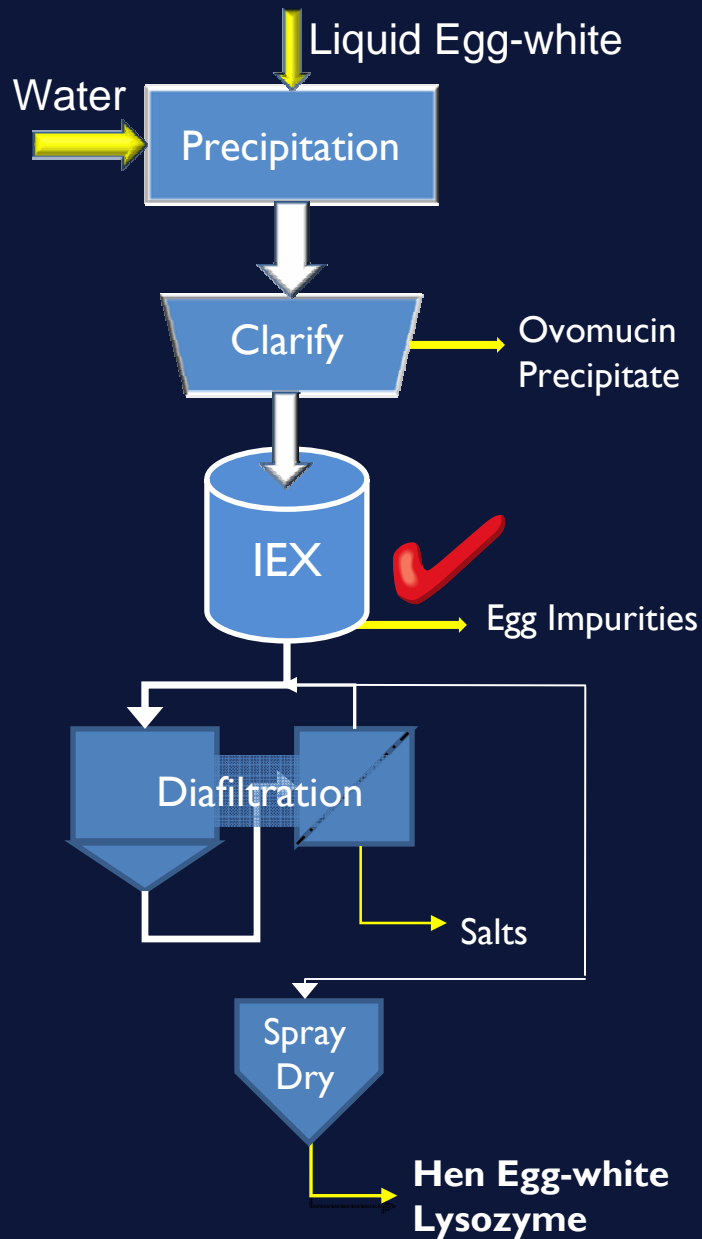 Liquid Egg-white
Water
Precipitation
Clarify
Ovomucin
Precipitate
IEX
Egg Impurities
Diafiltration
Salts
Spray
Dry
Hen Egg-white
Lysozyme